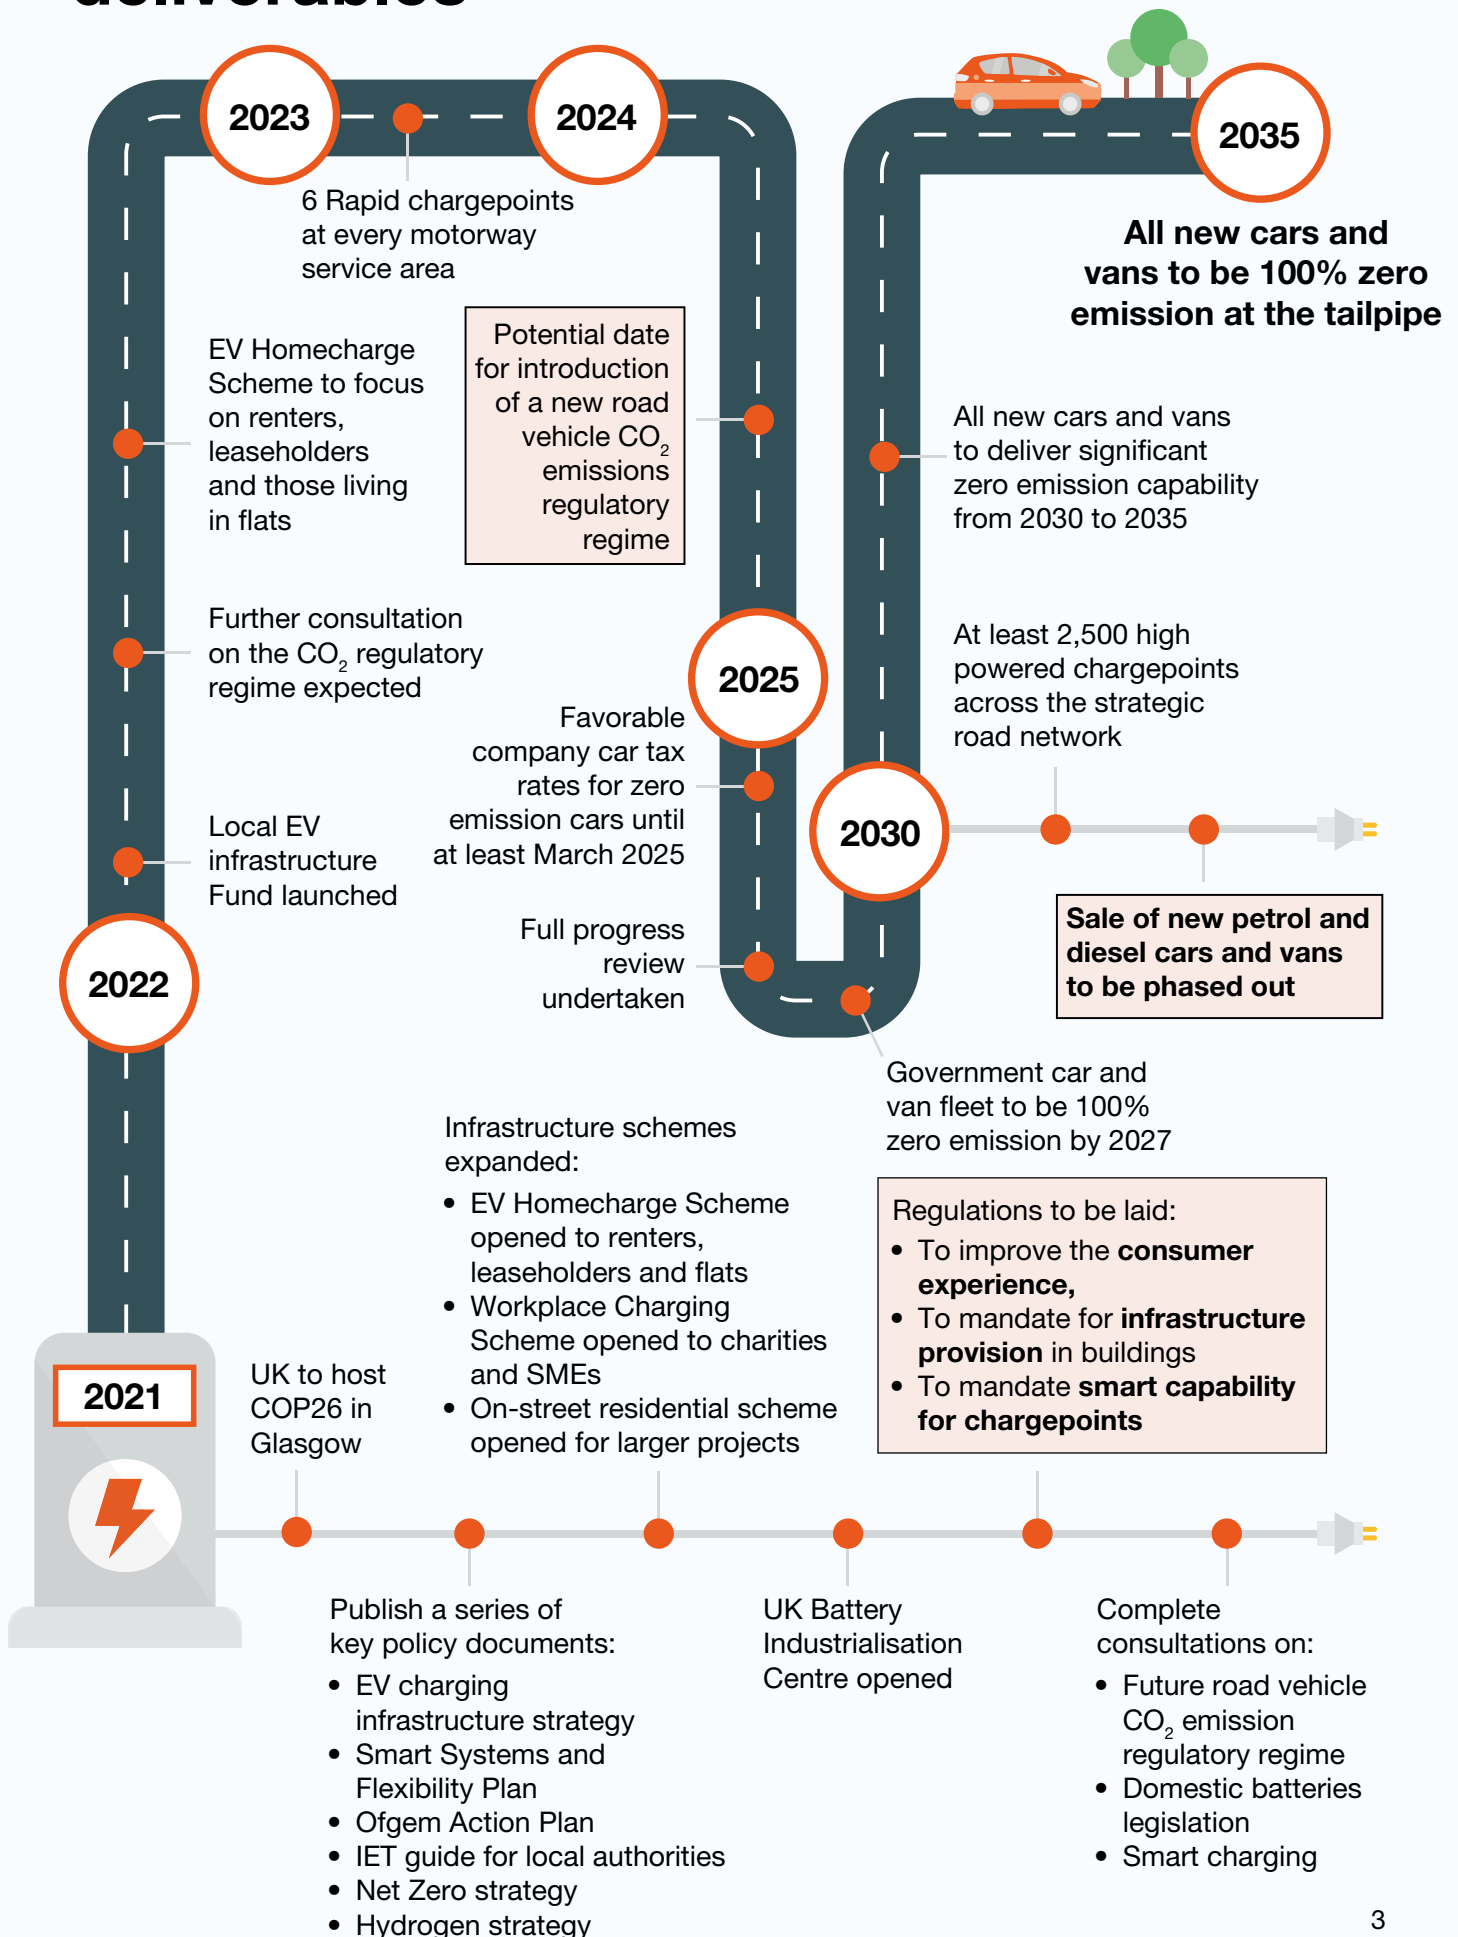 deliverables
2023
2024
2035
6 Rapid chargepoints
at every motorway
service area
All new cars and
vans to be 100% zero
emission at the tailpipe
EV Homecharge
Scheme to focus
on renters,
leaseholders
and those living
in flats
Potential date
for introduction
of a new road
vehicle CO₂
emissions
regulatory
regime
All new cars and vans
to deliver significant
zero emission capability
from 2030 to 2035
Further consultation
on the CO₂ regulatory
regime expected
2025
At least 2,500 high
powered chargepoints
across the strategic
road network
Favorable
company car tax
rates for zero
emission cars until
at least March 2025
2030
Local EV
infrastructure
Fund launched
Sale of new petrol and
diesel cars and vans
to be phased out
Full progress
review
undertaken
2022
Government car and
van fleet to be 100%
zero emission by 2027
Infrastructure schemes
expanded:
• EV Homecharge Scheme
opened to renters,
leaseholders and flats
• Workplace Charging
Scheme opened to charities
and SMEs
• On-street residential scheme
opened for larger projects
Regulations to be laid:
• To improve the consumer
experience,
• To mandate for infrastructure
provision in buildings
• To mandate smart capability
for chargepoints
2021
UK to host
COP26 in
Glasgow
Publish a series of
key policy documents:
• EV charging
infrastructure strategy
• Smart Systems and
Flexibility Plan
• Ofgem Action Plan
• IET guide for local authorities
• Net Zero strategy
• Hydrogen strategy
UK Battery
Industrialisation
Centre opened
Complete
consultations on:
• Future road vehicle
CO₂ emission
regulatory regime
• Domestic batteries
legislation
• Smart charging
3